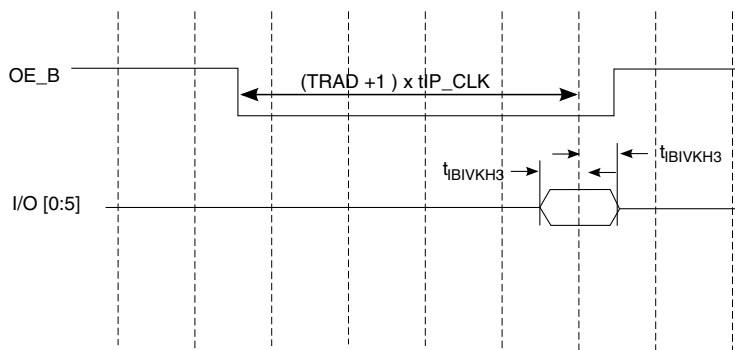 OE_B
(TRAD +1 ) x tIP_CLK
tIBIVKH3
tIBIVKH3
I/O [0:5]